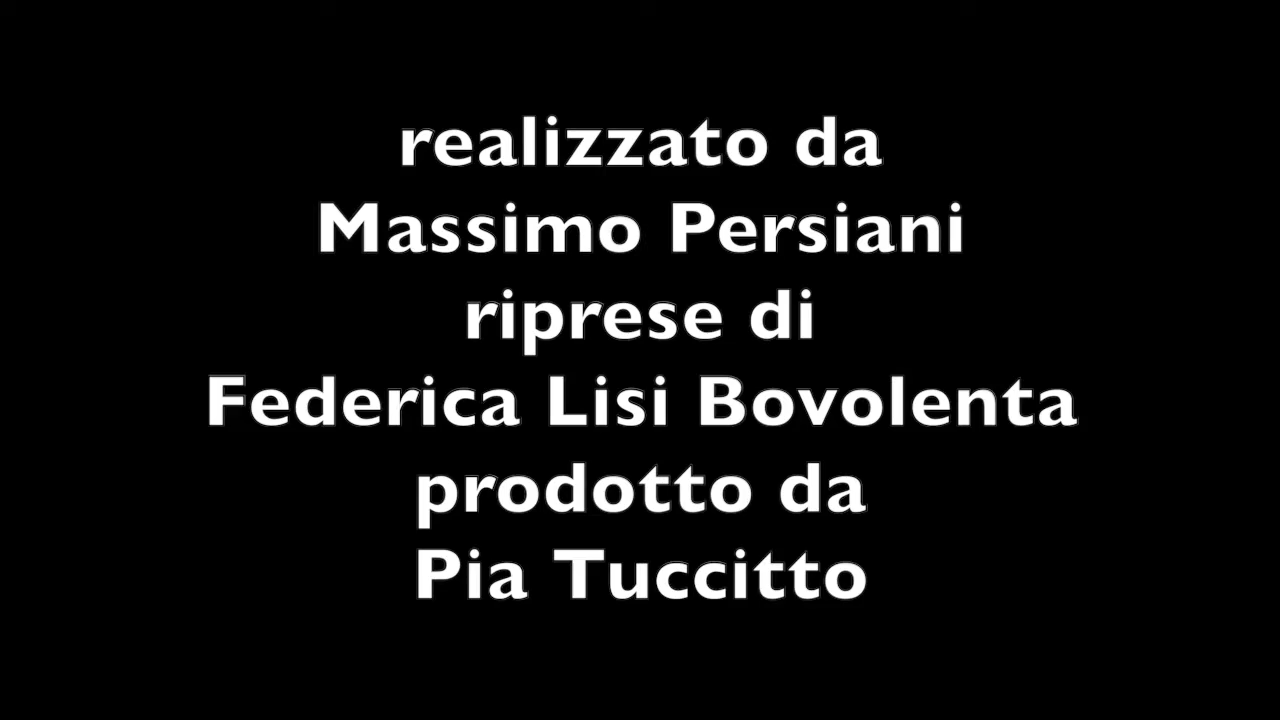 realizzato da
Massimo Persiani
riprese di
Federica Lisi Bovolenta
prodotto da
Pia Tuccitto